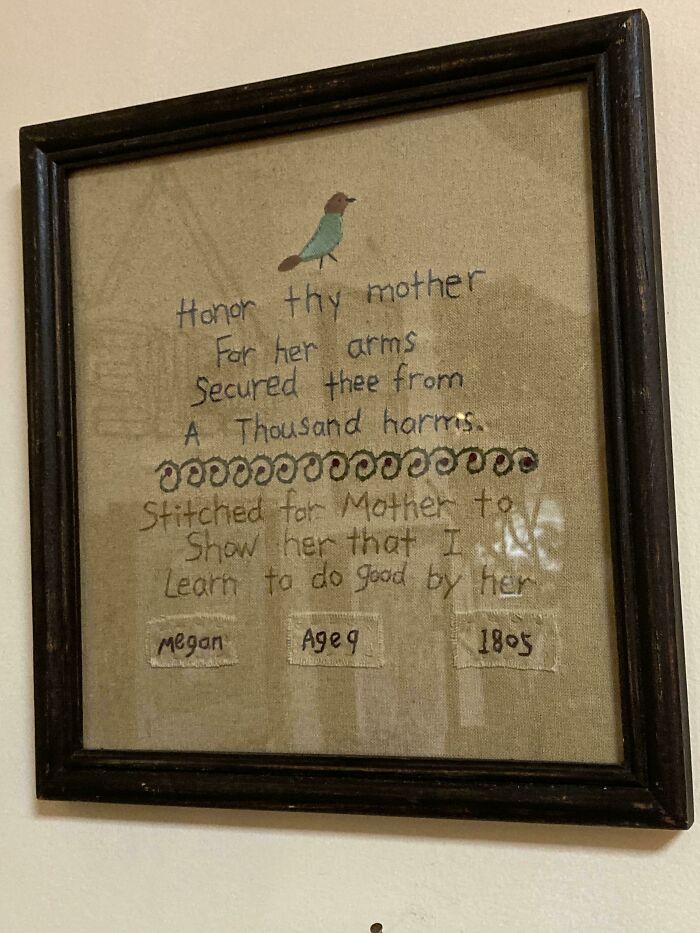 Honor thy mother
For her arms
Secured thee from
A Thousand harms.
Stitched for Mother to
Show her that I
Learn to do good by her
Megan Age 9 1805